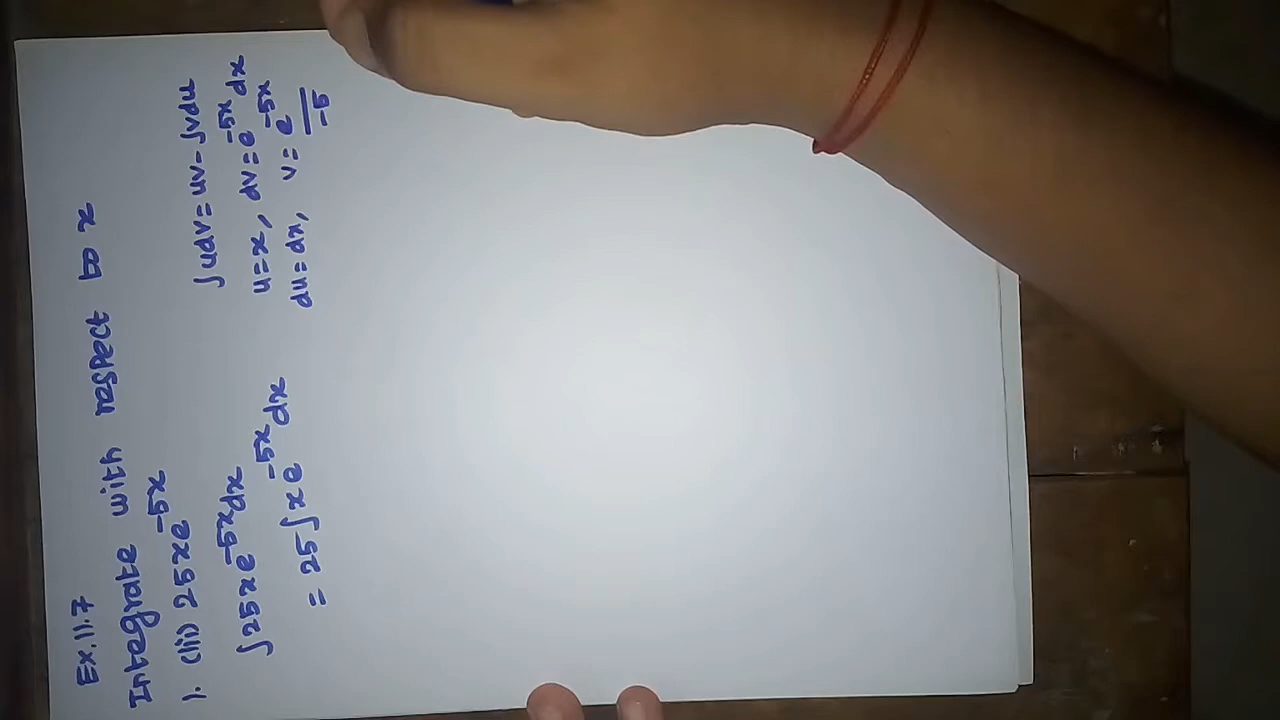 Ex.11.7
Integrate with respect to x
1. (iii) 25xe^{-5x}
∫udv = uv - ∫vdu
∫25xe^{-5x}dx u=x, dv = e^{-5x}dx
= 25∫xe^{-5x}dx du=dx, v = e^{-5x}/-5